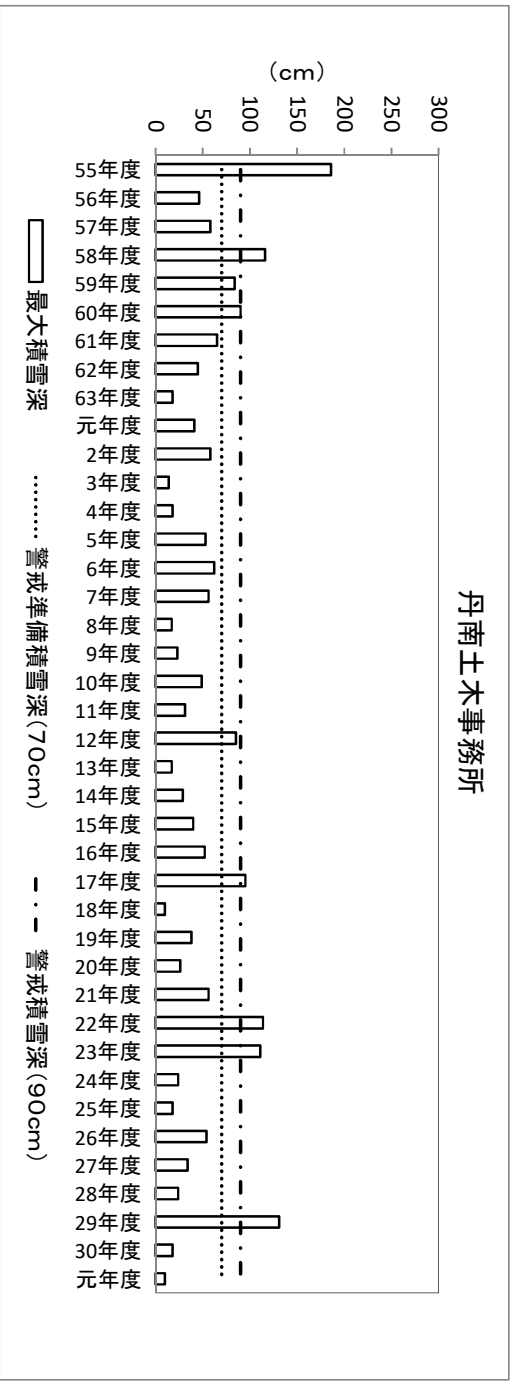 丹南土木事務所
（cm）
300
250
200
150
100
50
0
55年度
56年度
57年度
58年度
59年度
60年度
61年度
62年度
63年度
元年度
2年度
3年度
4年度
5年度
6年度
7年度
8年度
9年度
10年度
11年度
12年度
13年度
14年度
15年度
16年度
17年度
18年度
19年度
20年度
21年度
22年度
23年度
24年度
25年度
26年度
27年度
28年度
29年度
30年度
元年度
最大積雪深
警戒準備積雪深(70cm)
警戒積雪深(90cm)